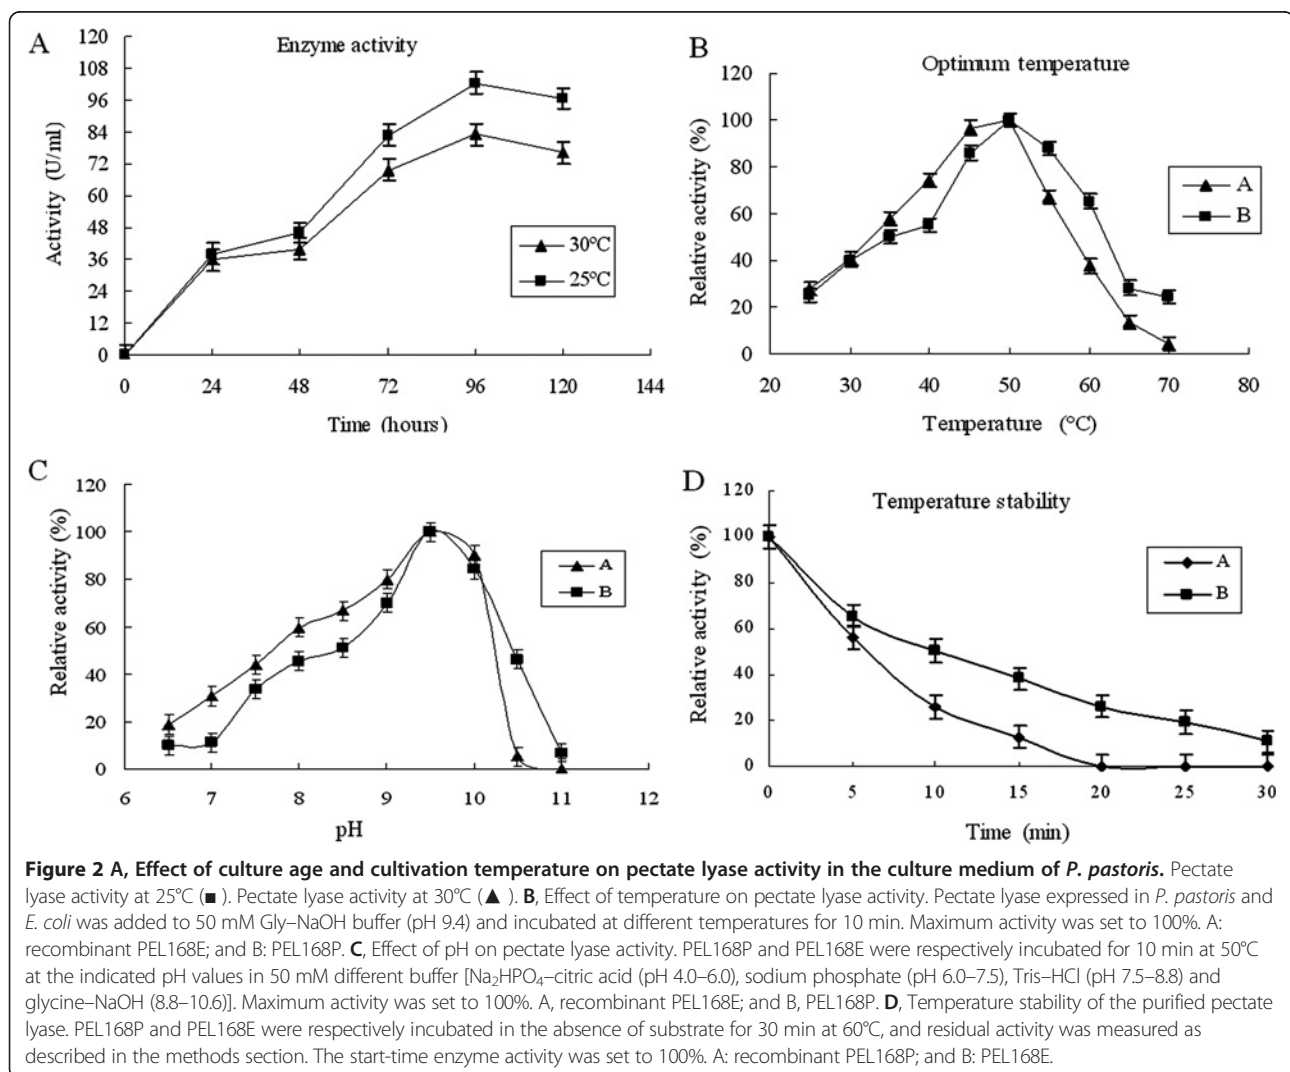 A
Enzyme activity
Activity (U/ml)
120
108
96
84
72
60
48
36
24
12
0
0 24 48 72 96 120 144
Time (hours)
30°C
25°C
B
Optimum temperature
Relative activity (%)
120
100
80
60
40
20
0
20 30 40 50 60 70 80
Temperature (°C)
A
B
C
Relative activity (%)
120
100
80
60
40
20
0
6 7 8 9 10 11 12
pH
A
B
D
Temperature stability
Relative activity (%)
120
100
80
60
40
20
0
0 5 10 15 20 25 30
Time (min)
A
B
Figure 2 A, Effect of culture age and cultivation temperature on pectate lyase activity in the culture medium of P. pastoris. Pectate
lyase activity at 25°C (■ ). Pectate lyase activity at 30°C (▲ ). B, Effect of temperature on pectate lyase activity. Pectate lyase expressed in P. pastoris and
E. coli was added to 50 mM Gly–NaOH buffer (pH 9.4) and incubated at different temperatures for 10 min. Maximum activity was set to 100%. A:
recombinant PEL168E; and B: PEL168P. C, Effect of pH on pectate lyase activity. PEL168P and PEL168E were respectively incubated for 10 min at 50°C
at the indicated pH values in 50 mM different buffer [Na₂HPO₄–citric acid (pH 4.0–6.0), sodium phosphate (pH 6.0–7.5), Tris–HCl (pH 7.5–8.8) and
glycine–NaOH (8.8–10.6)]. Maximum activity was set to 100%. A, recombinant PEL168E; and B, PEL168P. D, Temperature stability of the purified pectate
lyase. PEL168P and PEL168E were respectively incubated in the absence of substrate for 30 min at 60°C, and residual activity was measured as
described in the methods section. The start-time enzyme activity was set to 100%. A: recombinant PEL168P; and B: PEL168E.